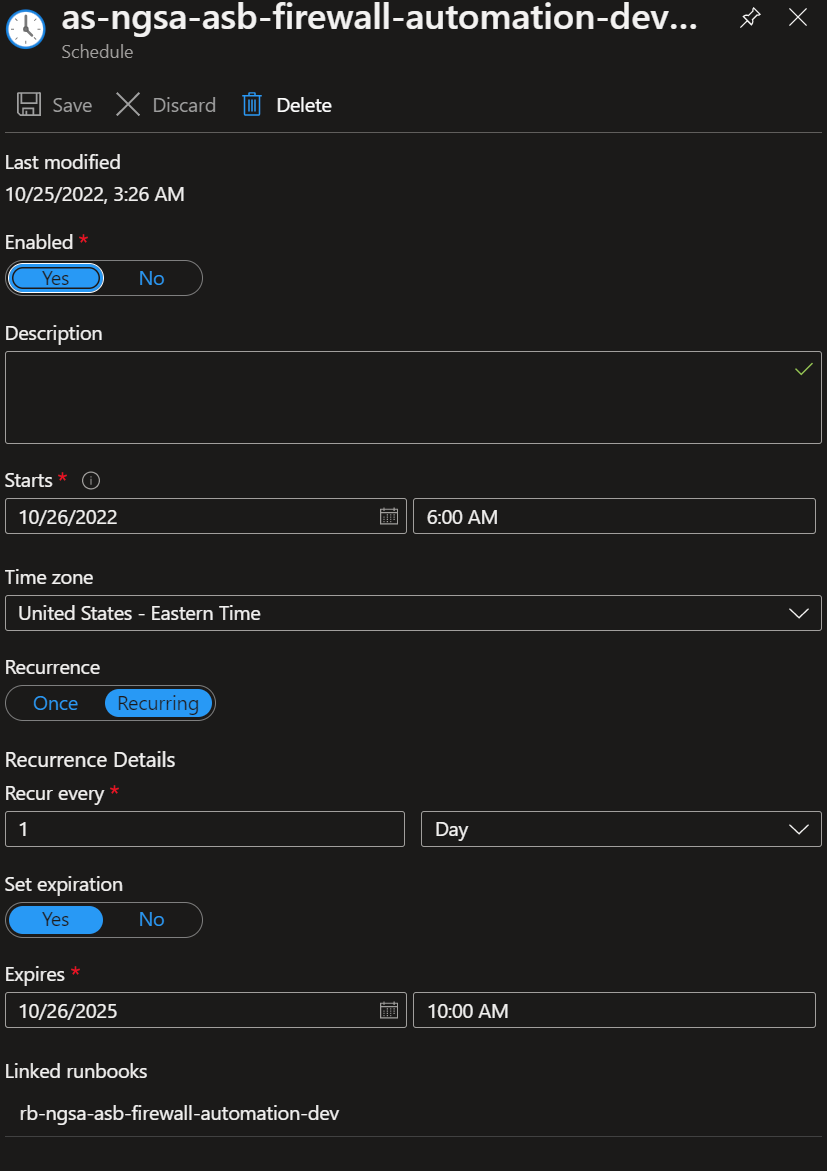 as-ngsa-asb-firewall-automation-dev...
Schedule
Save Discard Delete
Last modified
10/25/2022, 3:26 AM
Enabled *
Yes No
Description
Starts *
10/26/2022 6:00 AM
Time zone
United States - Eastern Time
Recurrence
Once Recurring
Recurrence Details
Recur every *
1 Day
Set expiration
Yes No
Expires *
10/26/2025 10:00 AM
Linked runbooks
rb-ngsa-asb-firewall-automation-dev